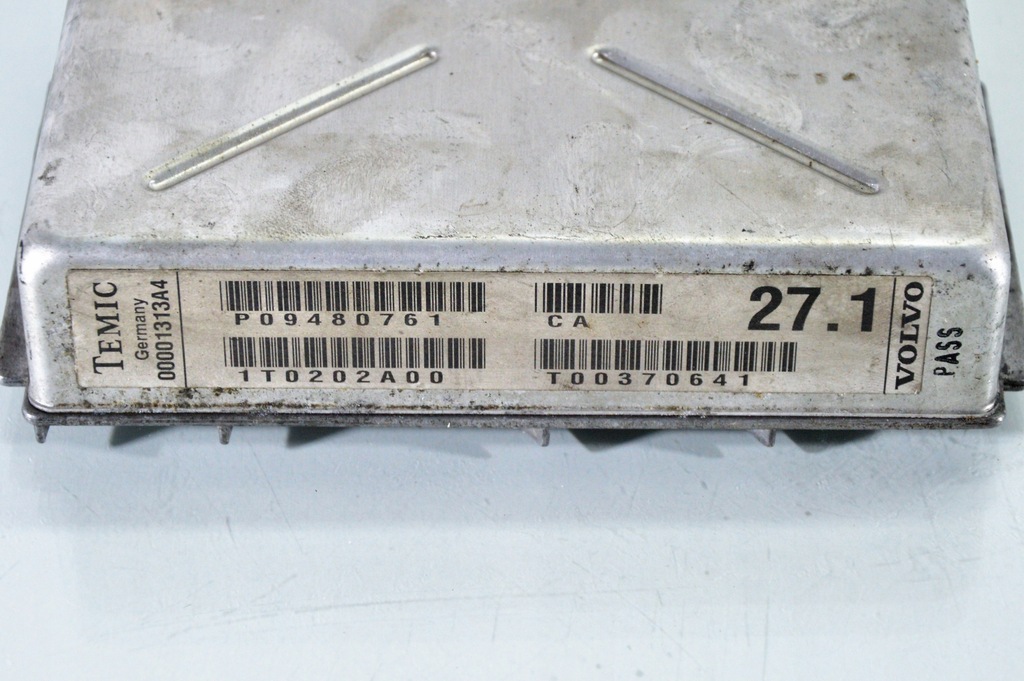 TEMIC
Germany
00001313A4
P09480761
1T0202A00
CA
27.1
T00370641
VOLVO
PASS